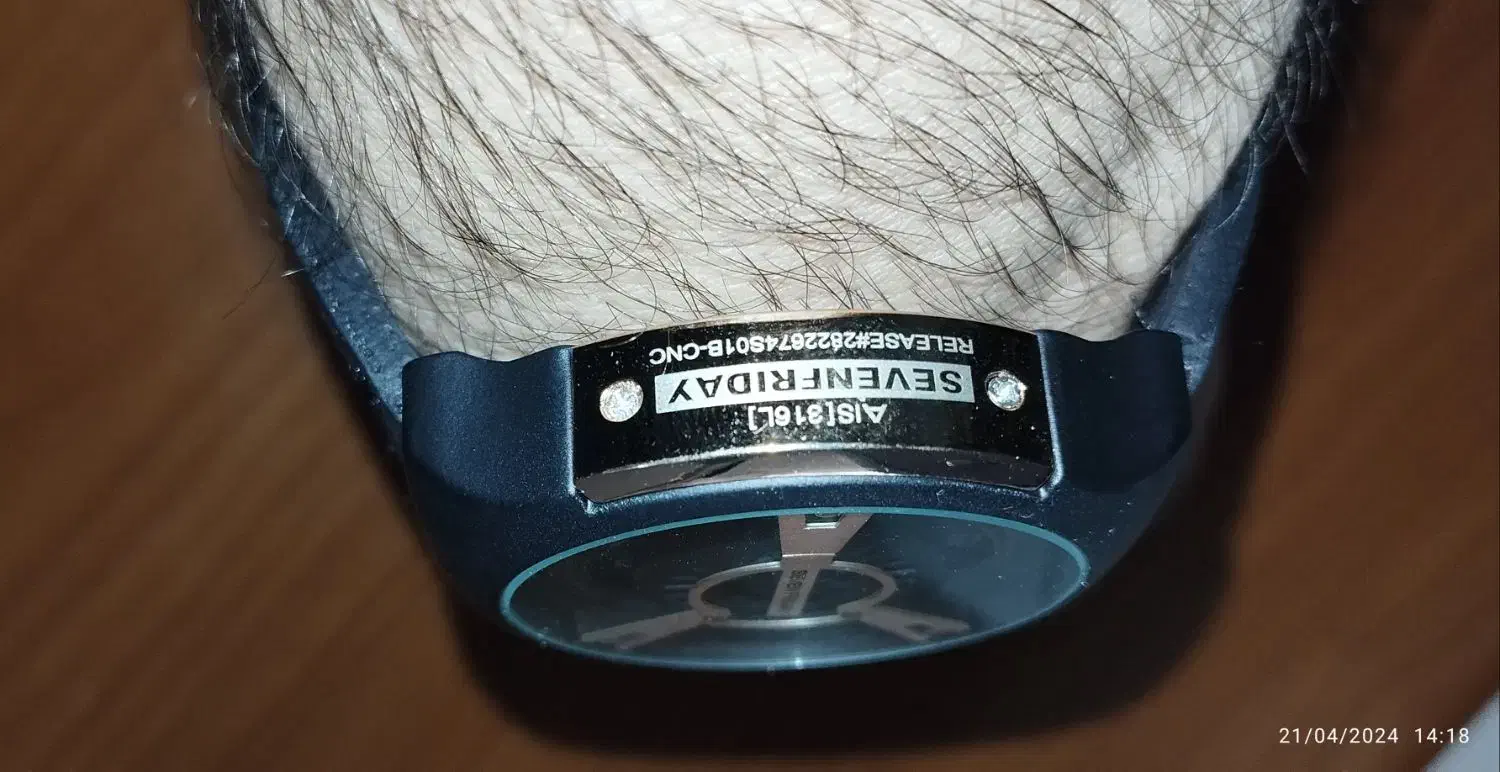 AIS[316L]
SEVENFRIDAY
RELEASE#2822674S01B-CNC
21/04/2024 14:18